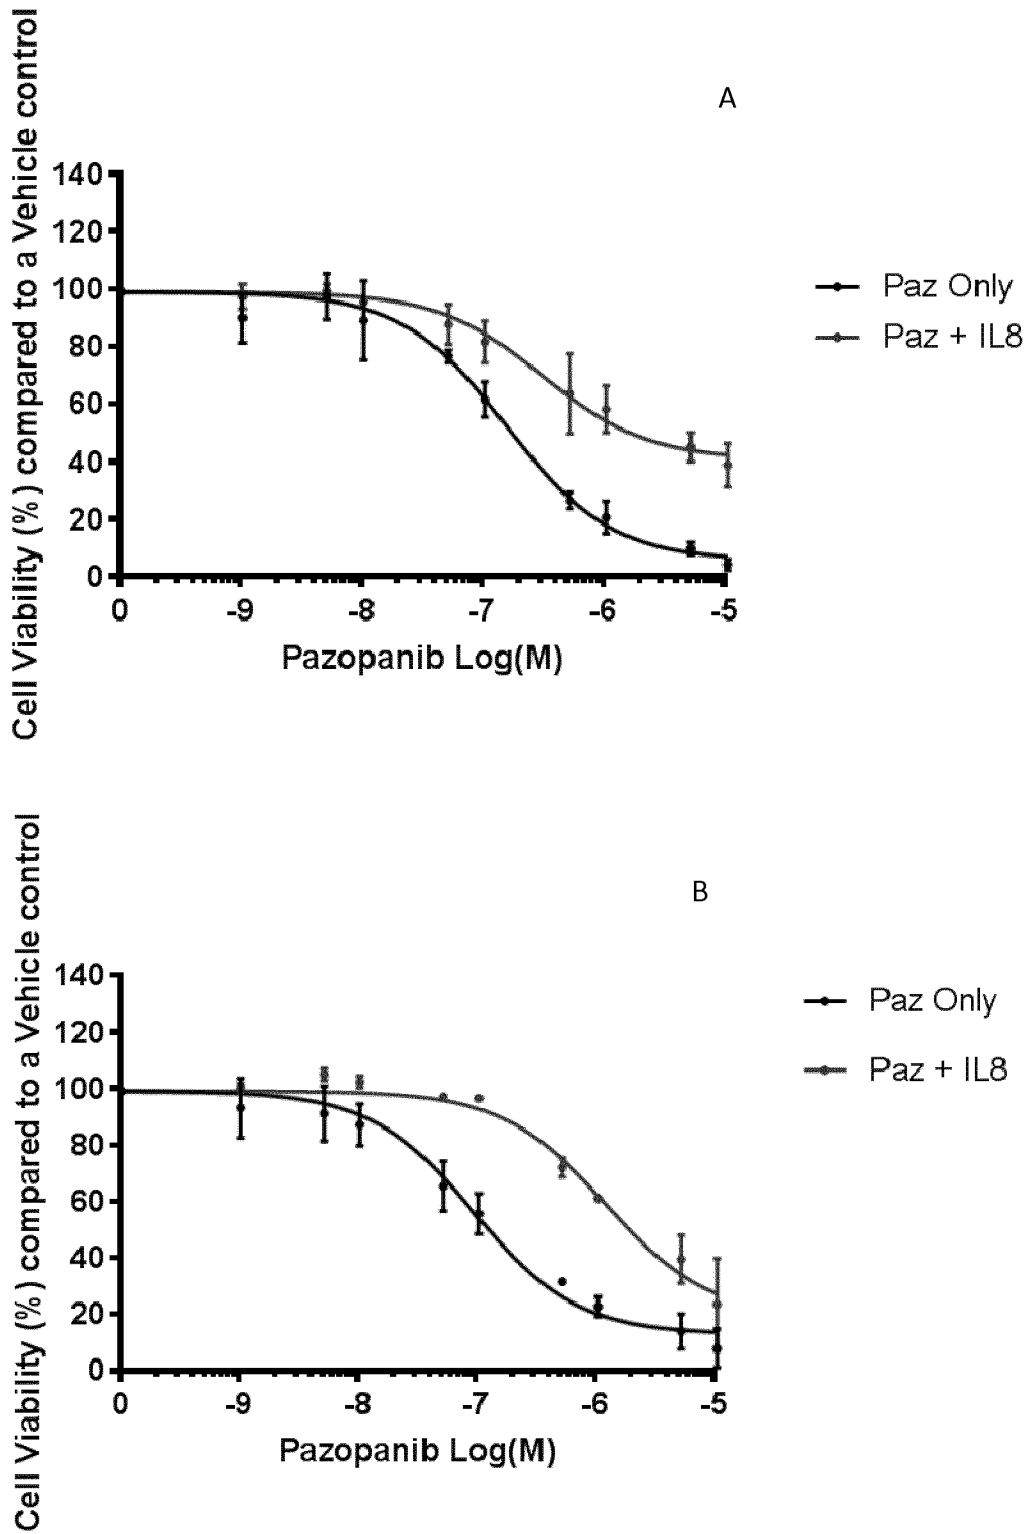 A
Cell Viability (%) compared to a Vehicle control
140
120
100
80
60
40
20
0
0 -9 -8 -7 -6 -5
Pazopanib Log(M)
Paz Only
Paz + IL8
B
Cell Viability (%) compared to a Vehicle control
140
120
100
80
60
40
20
0
0 -9 -8 -7 -6 -5
Pazopanib Log(M)
Paz Only
Paz + IL8